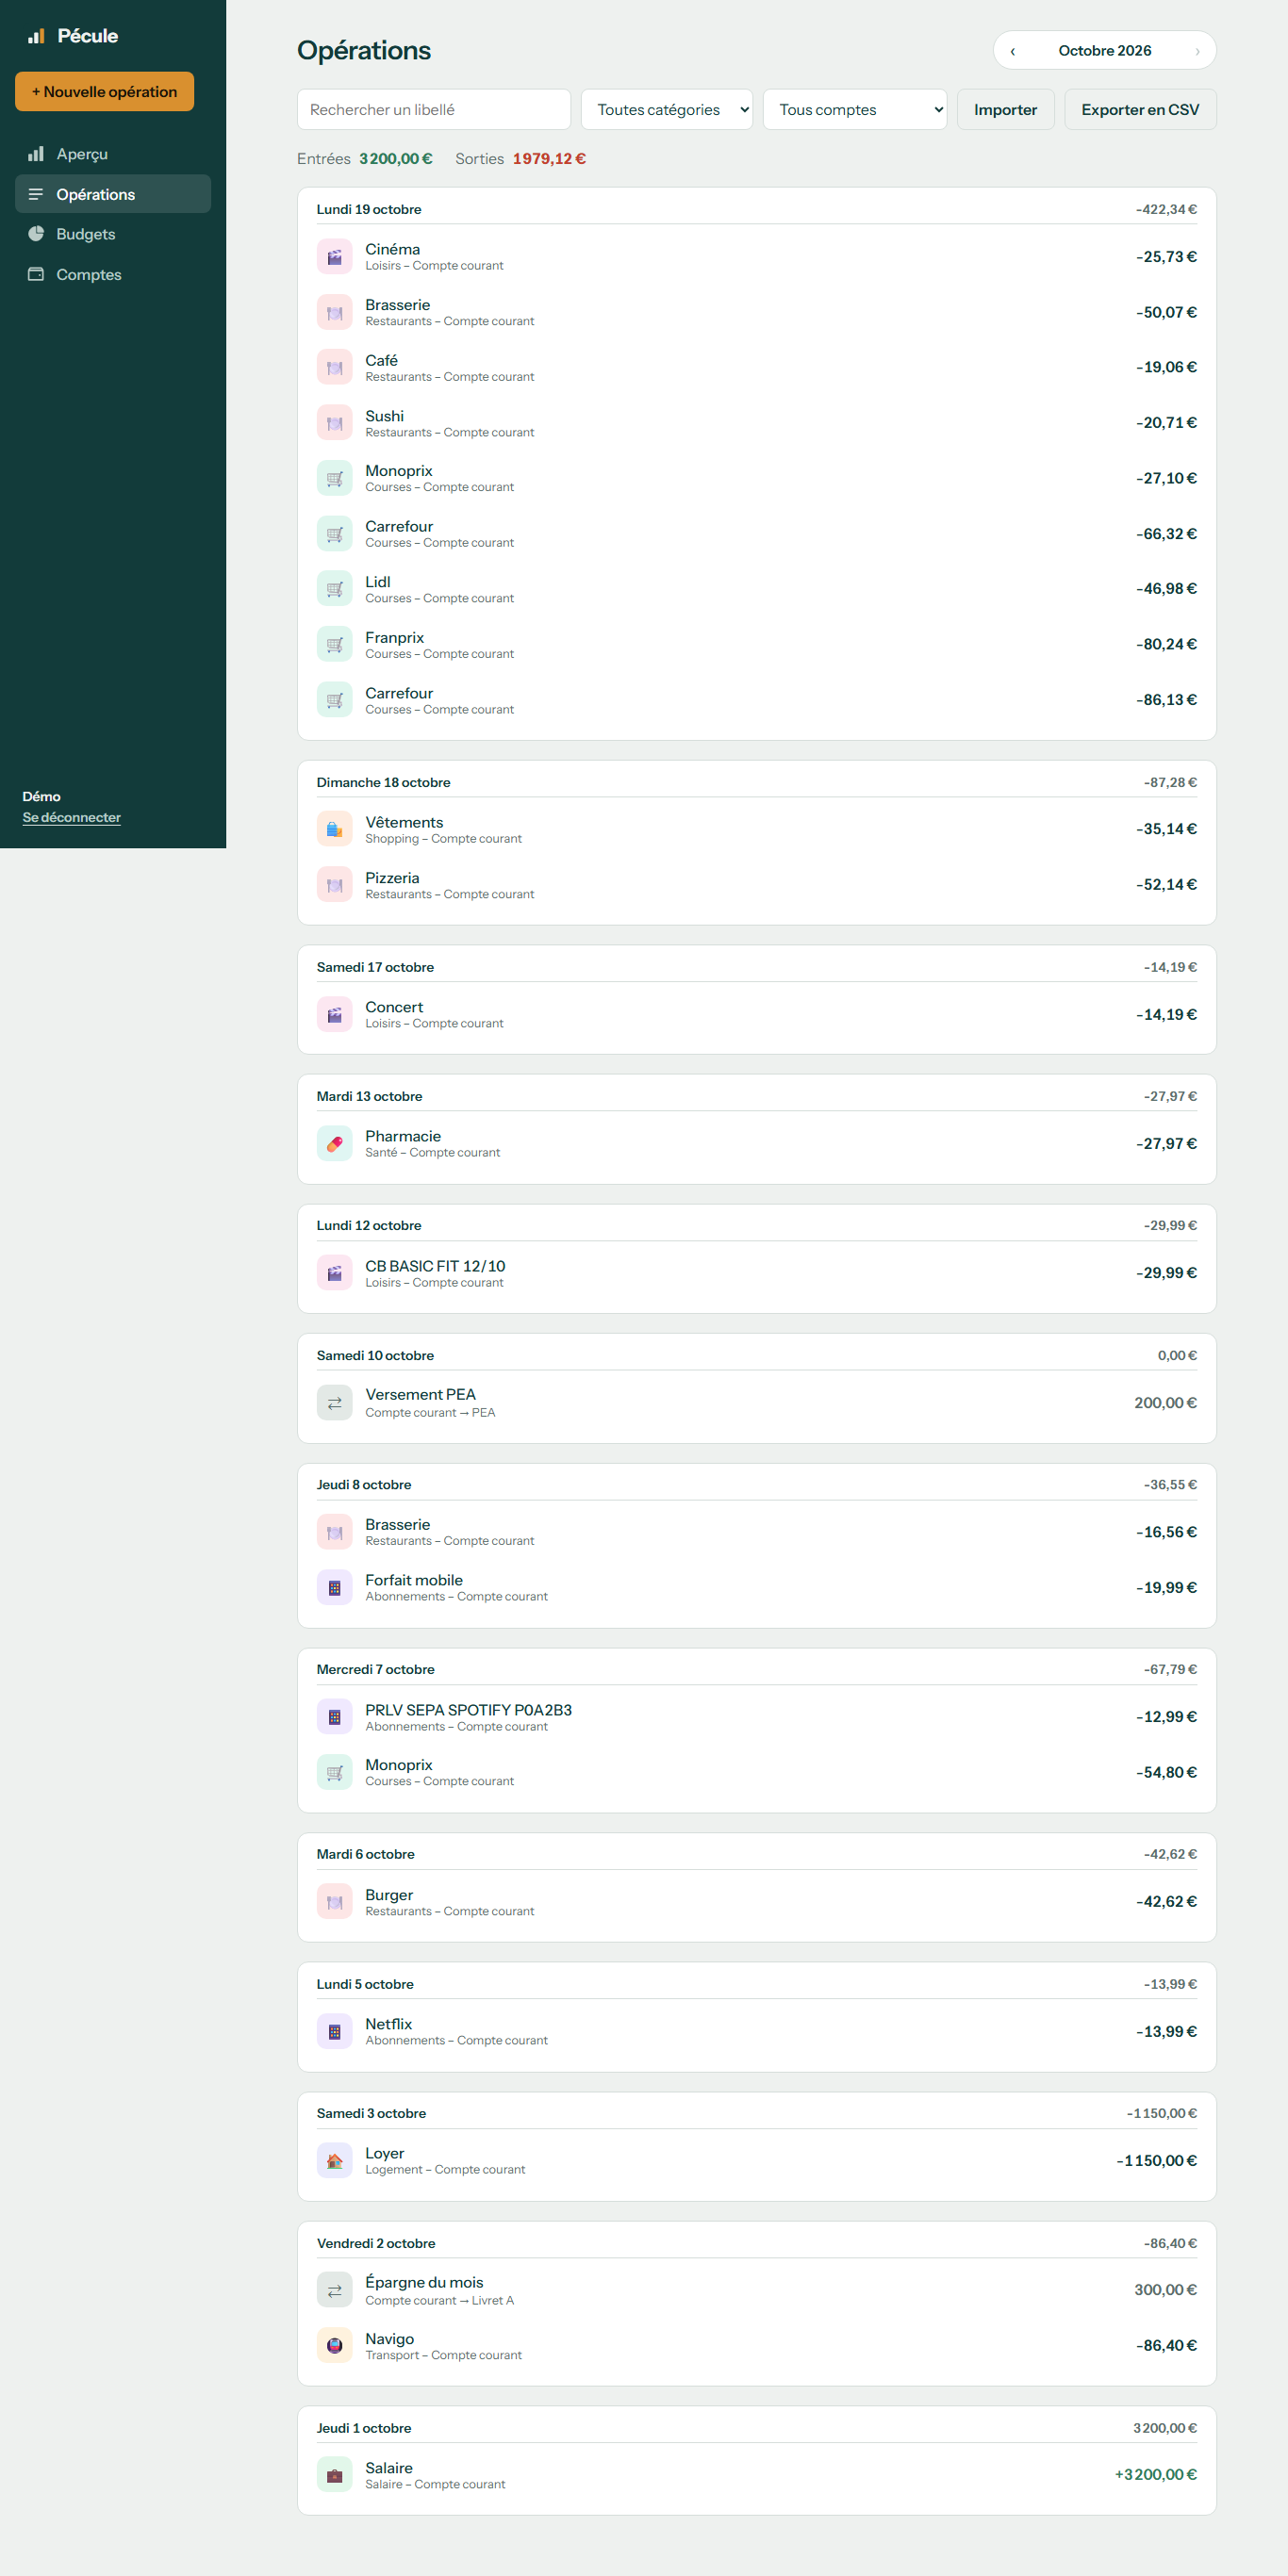 Pécule
+ Nouvelle opération
Aperçu
Opérations
Budgets
Comptes
Démo
Se déconnecter
Opérations
‹ Octobre 2026 ›
Rechercher un libellé
Toutes catégories
Tous comptes
Importer
Exporter en CSV
Entrées 3 200,00 € Sorties 1 979,12 €
Lundi 19 octobre -422,34 €
Cinéma
Loisirs – Compte courant
-25,73 €
Brasserie
Restaurants – Compte courant
-50,07 €
Café
Restaurants – Compte courant
-19,06 €
Sushi
Restaurants – Compte courant
-20,71 €
Monoprix
Courses – Compte courant
-27,10 €
Carrefour
Courses – Compte courant
-66,32 €
Lidl
Courses – Compte courant
-46,98 €
Franprix
Courses – Compte courant
-80,24 €
Carrefour
Courses – Compte courant
-86,13 €
Dimanche 18 octobre -87,28 €
Vêtements
Shopping – Compte courant
-35,14 €
Pizzeria
Restaurants – Compte courant
-52,14 €
Samedi 17 octobre -14,19 €
Concert
Loisirs – Compte courant
-14,19 €
Mardi 13 octobre -27,97 €
Pharmacie
Santé – Compte courant
-27,97 €
Lundi 12 octobre -29,99 €
CB BASIC FIT 12/10
Loisirs – Compte courant
-29,99 €
Samedi 10 octobre 0,00 €
Versement PEA
Compte courant → PEA
200,00 €
Jeudi 8 octobre -36,55 €
Brasserie
Restaurants – Compte courant
-16,56 €
Forfait mobile
Abonnements – Compte courant
-19,99 €
Mercredi 7 octobre -67,79 €
PRLV SEPA SPOTIFY P0A2B3
Abonnements – Compte courant
-12,99 €
Monoprix
Courses – Compte courant
-54,80 €
Mardi 6 octobre -42,62 €
Burger
Restaurants – Compte courant
-42,62 €
Lundi 5 octobre -13,99 €
Netflix
Abonnements – Compte courant
-13,99 €
Samedi 3 octobre -1 150,00 €
Loyer
Logement – Compte courant
-1 150,00 €
Vendredi 2 octobre -86,40 €
Épargne du mois
Compte courant → Livret A
300,00 €
Navigo
Transport – Compte courant
-86,40 €
Jeudi 1 octobre 3 200,00 €
Salaire
Salaire – Compte courant
+3 200,00 €